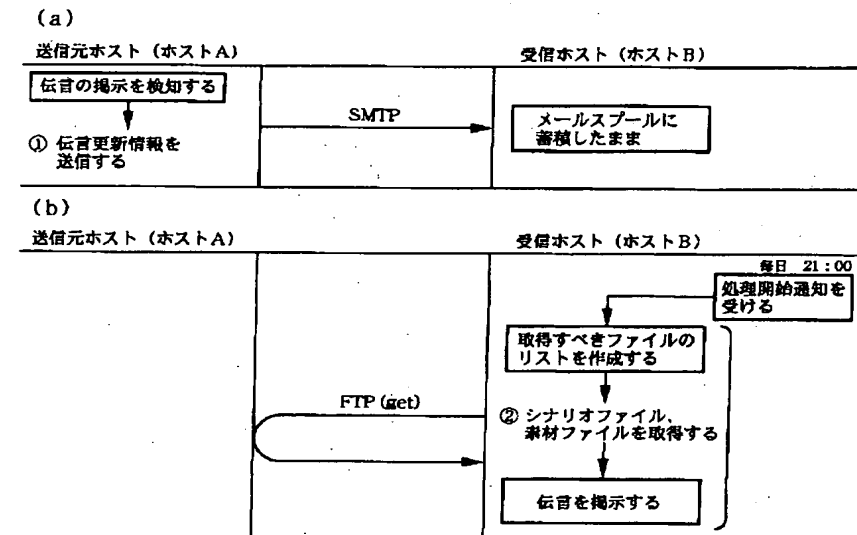 (a)
送信元ホスト (ホストA)
受信ホスト (ホストB)
伝言の掲示を検知する
SMTP
メールスプールに
蓄積したまま
① 伝言更新情報を
送信する
(b)
送信元ホスト (ホストA)
受信ホスト (ホストB)
毎日 21:00
処理開始通知を
受ける
取得すべきファイルの
リストを作成する
FTP (get)
② シナリオファイル、
素材ファイルを取得する
伝言を掲示する